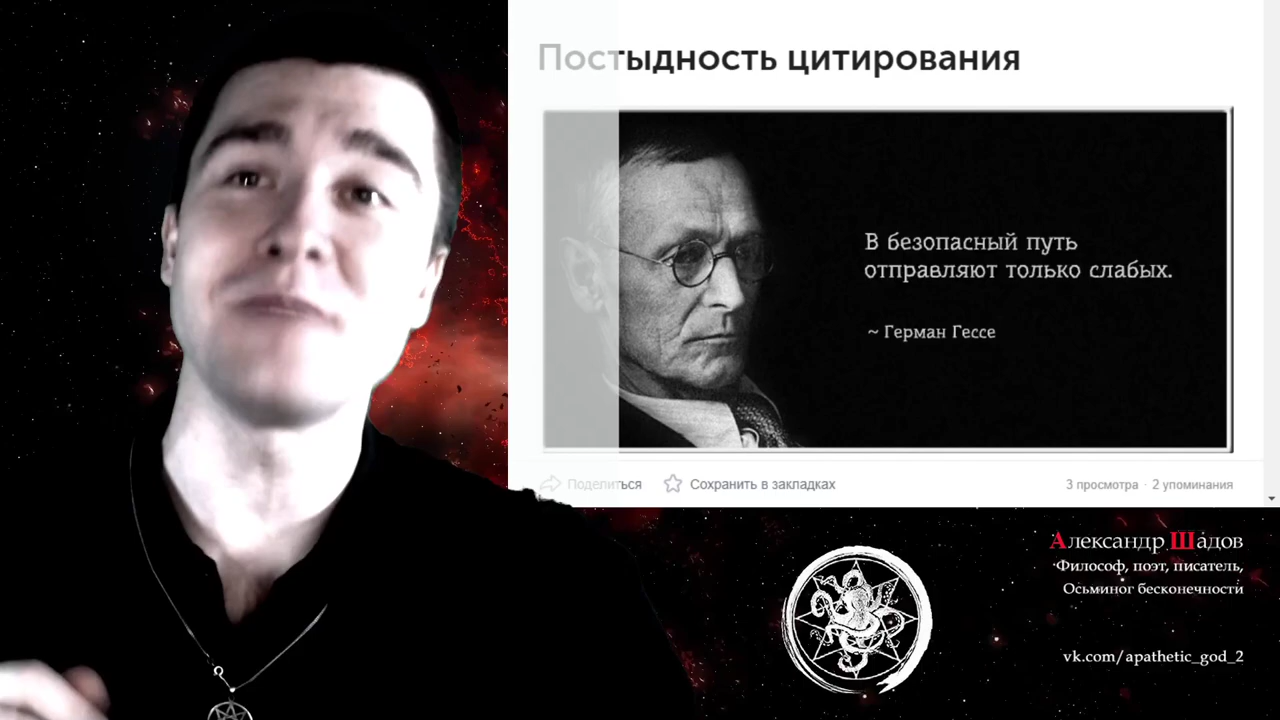 Постыдность цитирования
В безопасный путь
отправляют только слабых.
~ Герман Гессе
Поделиться
Сохранить в закладках
3 просмотра · 2 упоминания
Александр Шадов
Философ, поэт, писатель,
Осьминог бесконечности
vk.com/apathetic_god_2